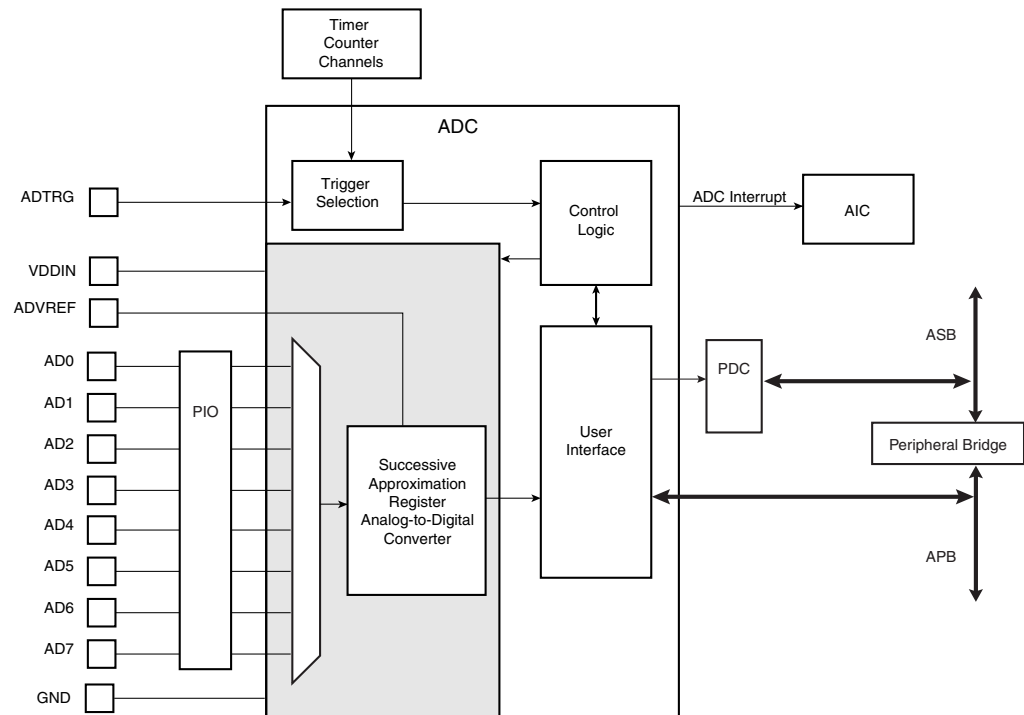 Timer
Counter
Channels
ADC
ADTRG
Trigger
Selection
Control
Logic
ADC Interrupt
AIC
VDDIN
ADVREF
AD0
AD1
AD2
AD3
AD4
AD5
AD6
AD7
GND
PIO
Successive
Approximation
Register
Analog-to-Digital
Converter
User
Interface
PDC
ASB
Peripheral Bridge
APB